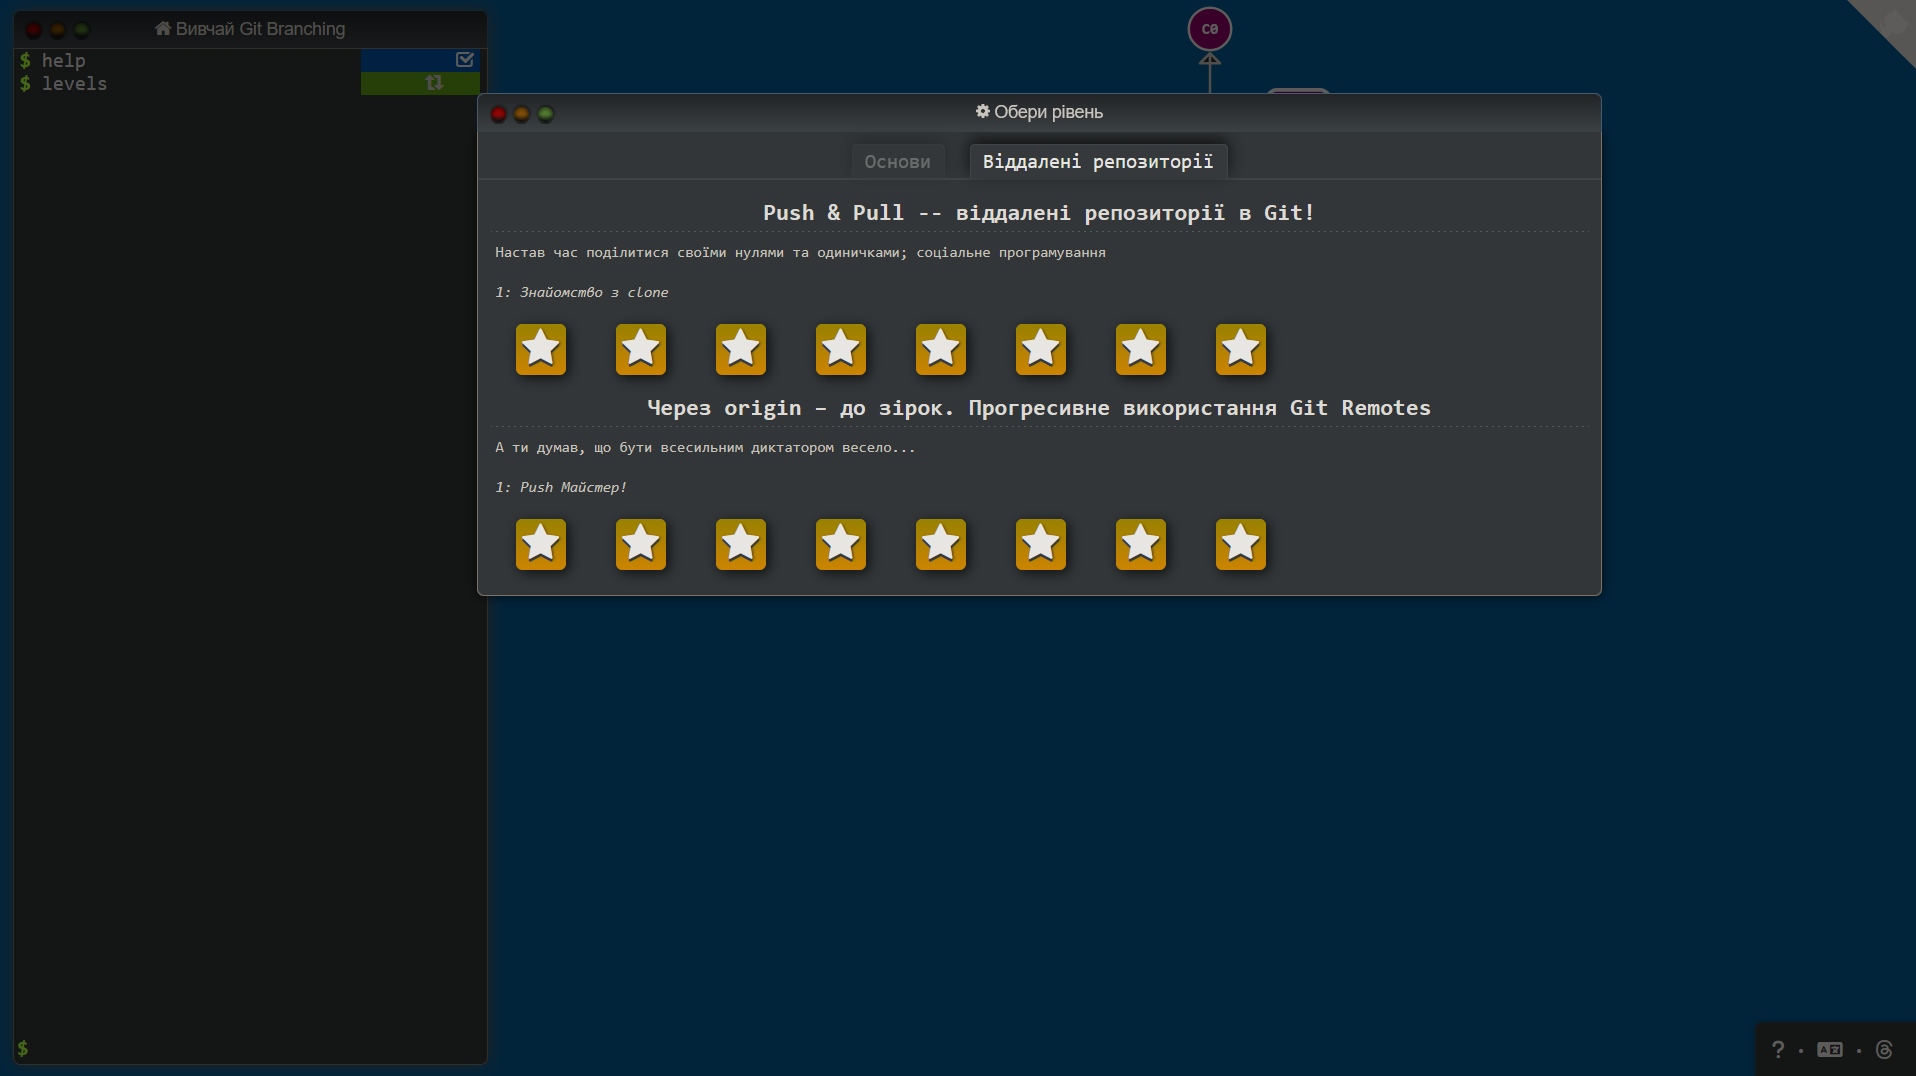 Вивчай Git Branching
$ help
$ levels
C0
Обери рівень
Основи
Віддалені репозиторії
Push & Pull -- віддалені репозиторії в Git!
Настав час поділитися своїми нулями та одиничками; соціальне програмування
1: Знайомство з clone
Через origin – до зірок. Прогресивне використання Git Remotes
А ти думав, що бути всесильним диктатором весело...
1: Push Майстер!
$